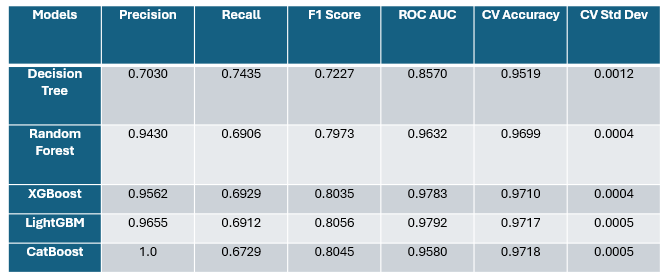 Models Precision Recall F1 Score ROC AUC CV Accuracy CV Std Dev
Decision 0.7030 0.7435 0.7227 0.8570 0.9519 0.0012
Tree
Random 0.9430 0.6906 0.7973 0.9632 0.9699 0.0004
Forest
XGBoost 0.9562 0.6929 0.8035 0.9783 0.9710 0.0004
LightGBM 0.9655 0.6912 0.8056 0.9792 0.9717 0.0005
CatBoost 1.0 0.6729 0.8045 0.9580 0.9718 0.0005